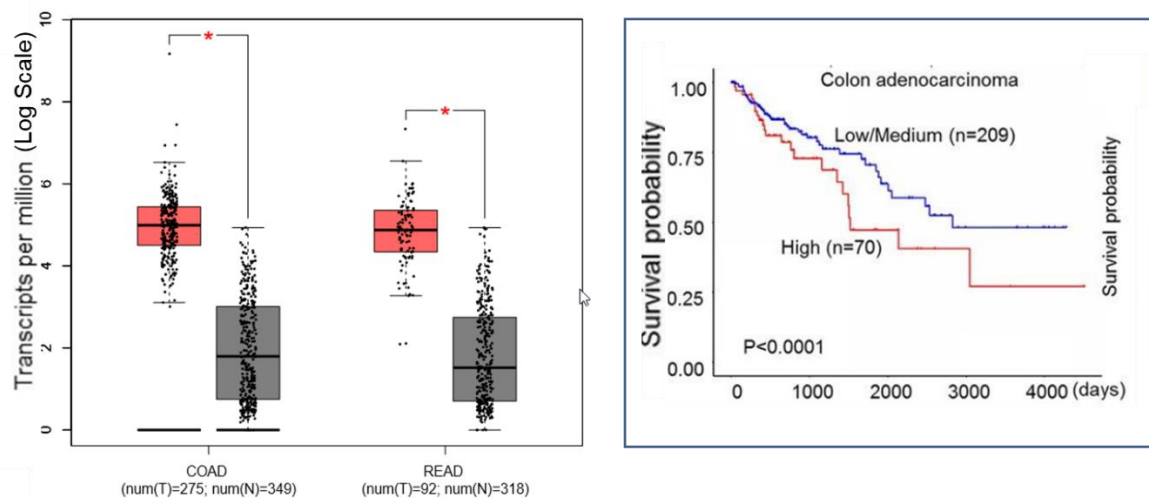 Transcripts per million (Log Scale)
10
8
6
4
2
0
*
*
COAD
(num(T)=275; num(N)=349)
READ
(num(T)=92; num(N)=318)
Survival probability
1.00
0.75
0.50
0.25
0.00
Colon adenocarcinoma
Low/Medium (n=209)
High (n=70)
P<0.0001
0 1000 2000 3000 4000 (days)
Survival probability